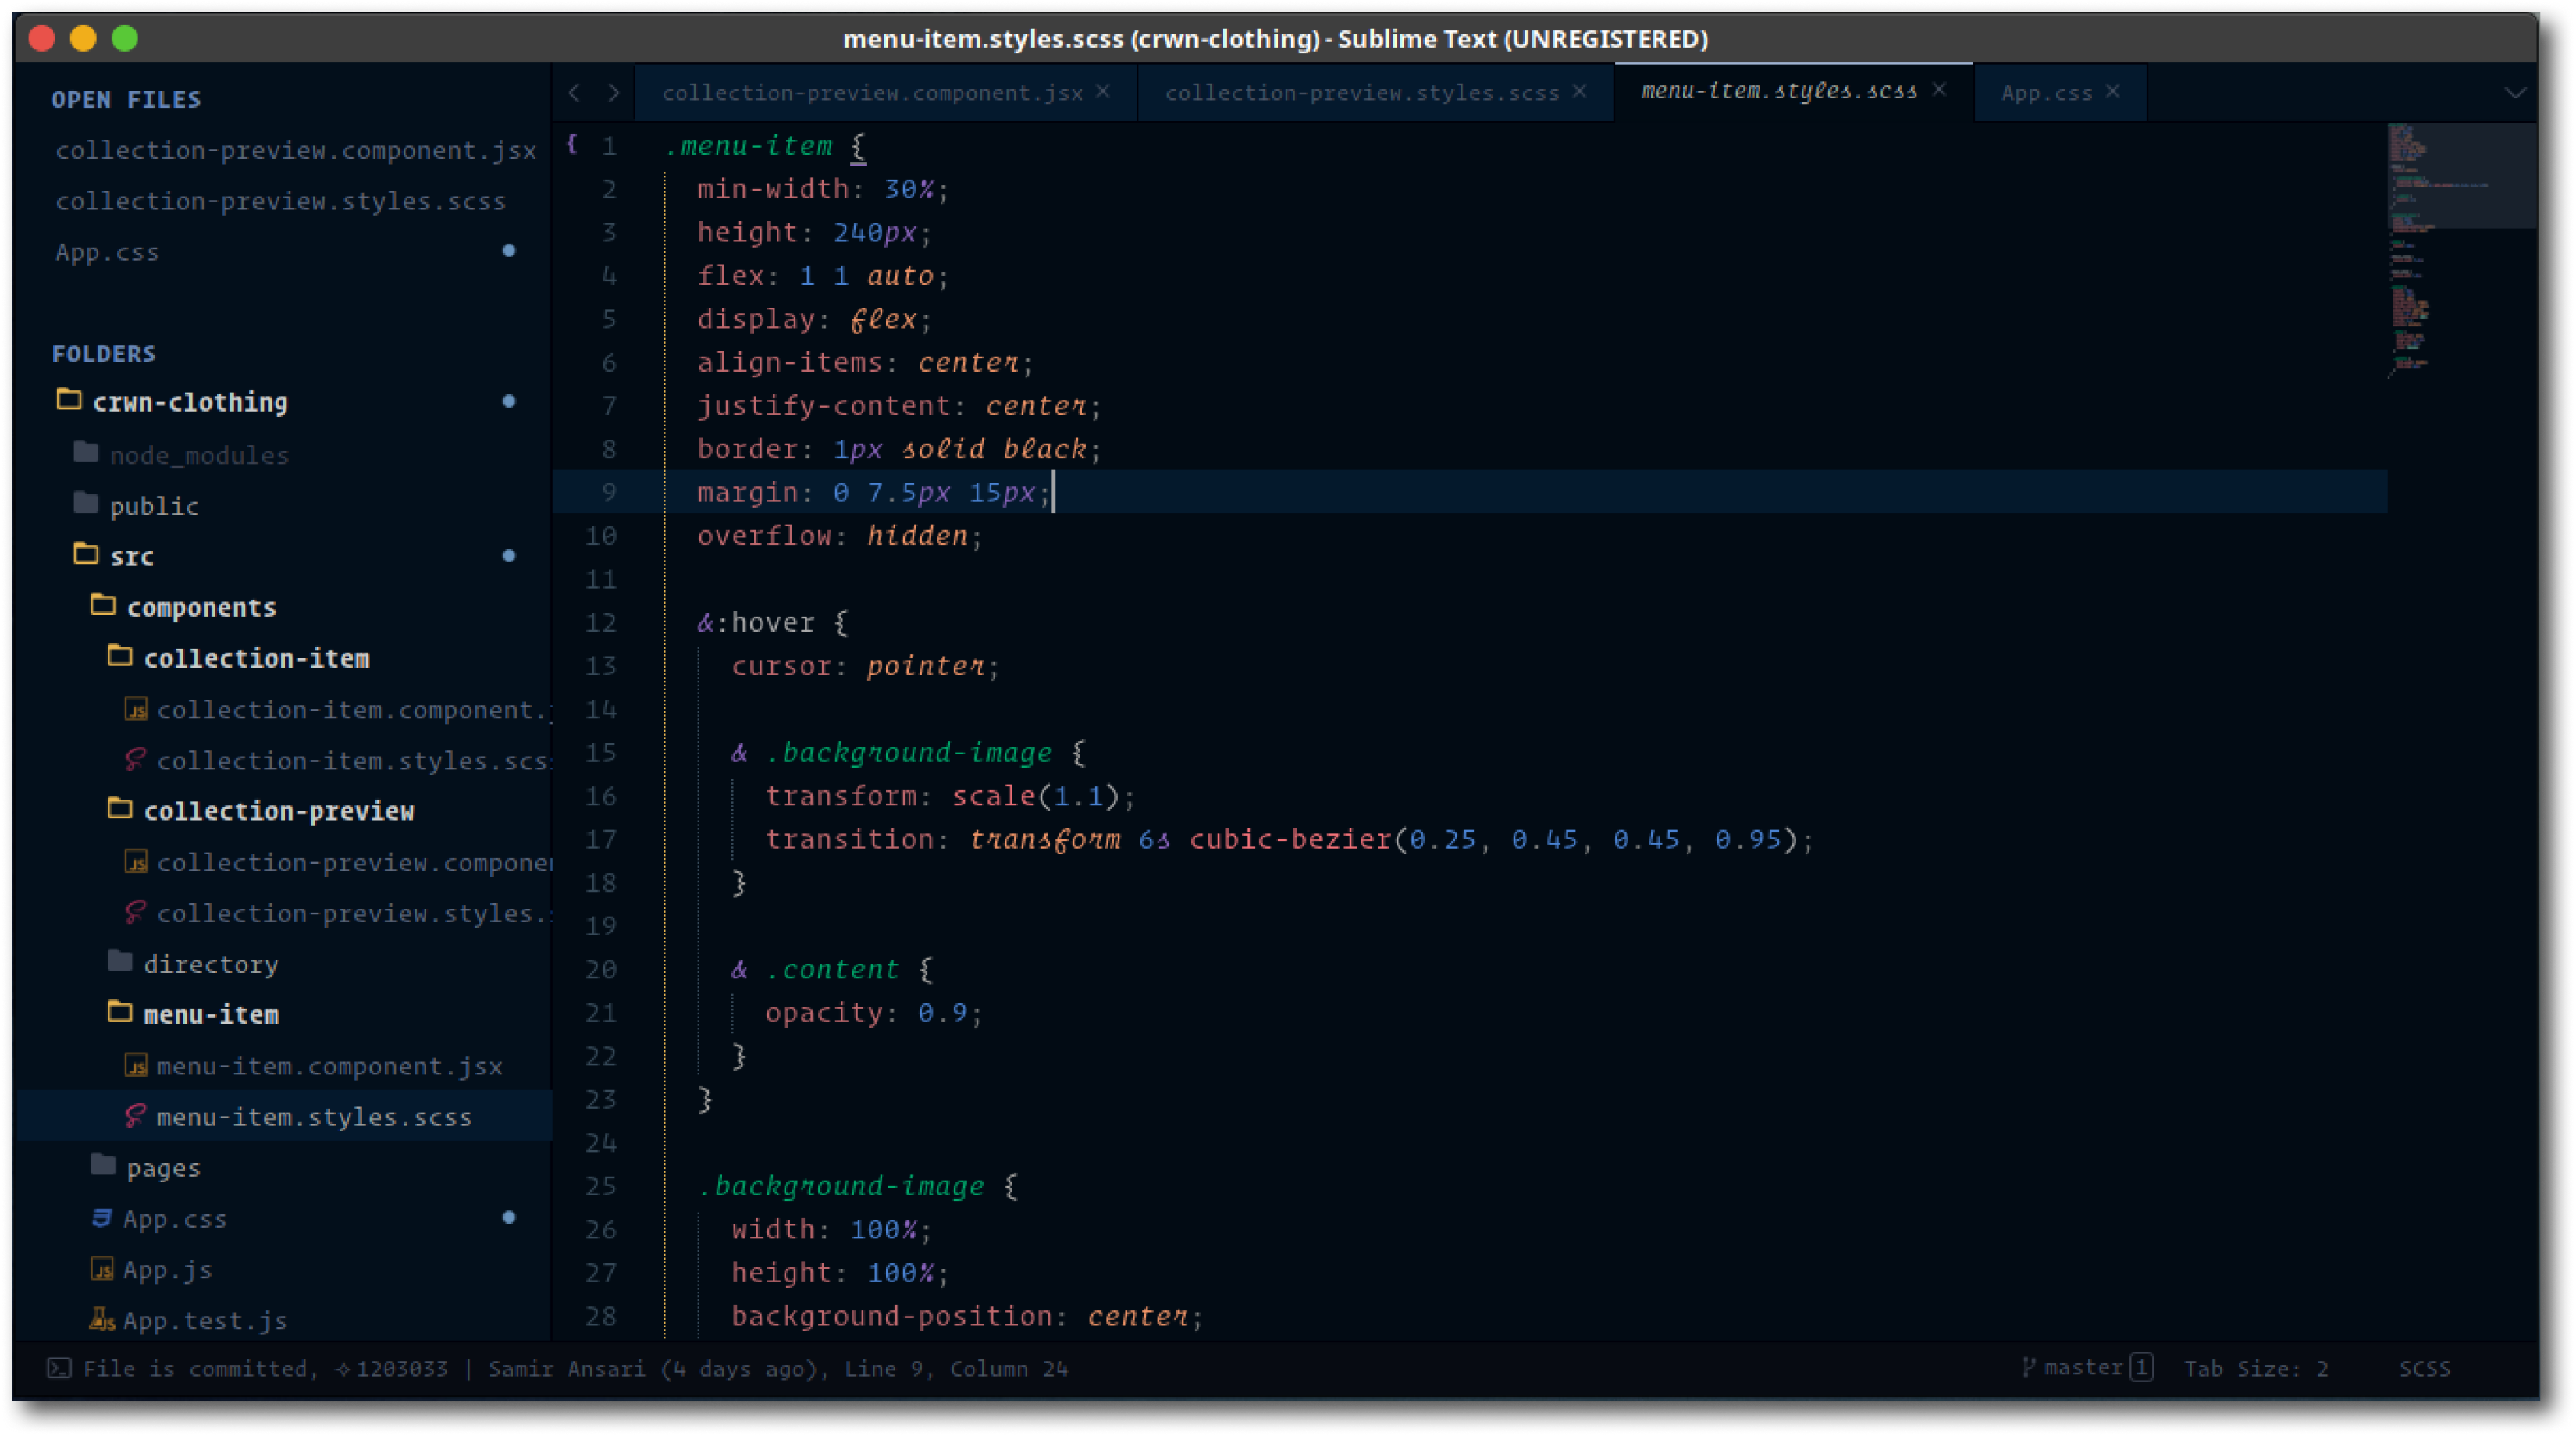 menu-item.styles.scss (crwn-clothing) - Sublime Text (UNREGISTERED)
OPEN FILES
collection-preview.component.jsx
collection-preview.styles.scss
App.css
FOLDERS
crwn-clothing
node_modules
public
src
components
collection-item
collection-item.component.j
collection-item.styles.scs
collection-preview
collection-preview.componen
collection-preview.styles.
directory
menu-item
menu-item.component.jsx
menu-item.styles.scss
pages
App.css
App.js
App.test.js
collection-preview.component.jsx × collection-preview.styles.scss × menu-item.styles.scss × App.css ×
{ 1 .menu-item {
2 min-width: 30%;
3 height: 240px;
4 flex: 1 1 auto;
5 display: flex;
6 align-items: center;
7 justify-content: center;
8 border: 1px solid black;
9 margin: 0 7.5px 15px;
10 overflow: hidden;
11
12 &:hover {
13 cursor: pointer;
14
15 & .background-image {
16 transform: scale(1.1);
17 transition: transform 6s cubic-bezier(0.25, 0.45, 0.45, 0.95);
18 }
19
20 & .content {
21 opacity: 0.9;
22 }
23 }
24
25 .background-image {
26 width: 100%;
27 height: 100%;
28 background-position: center;
File is committed, 1203033 | Samir Ansari (4 days ago), Line 9, Column 24
master 1 Tab Size: 2 SCSS